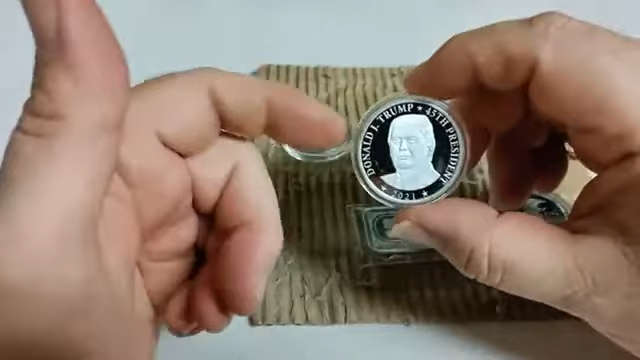 DONALD J. TRUMP ★ 45TH PRESIDENT
★ 2021 ★